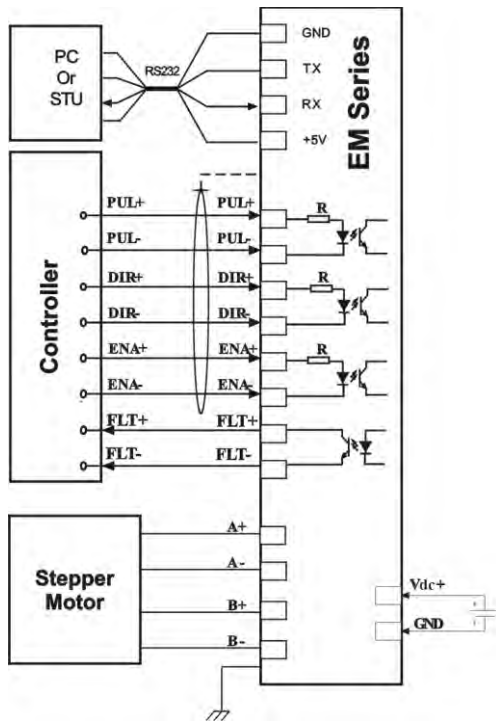 PC
Or
STU
RS232
GND
TX
RX
+5V
EM Series
Controller
PUL+ PUL+ R
PUL- PUL-
DIR+ DIR+ R
DIR- DIR-
ENA+ ENA+ R
ENA- ENA-
FLT+ FLT+
FLT- FLT-
Stepper
Motor
A+
A-
B+
B-
Vdc+
GND